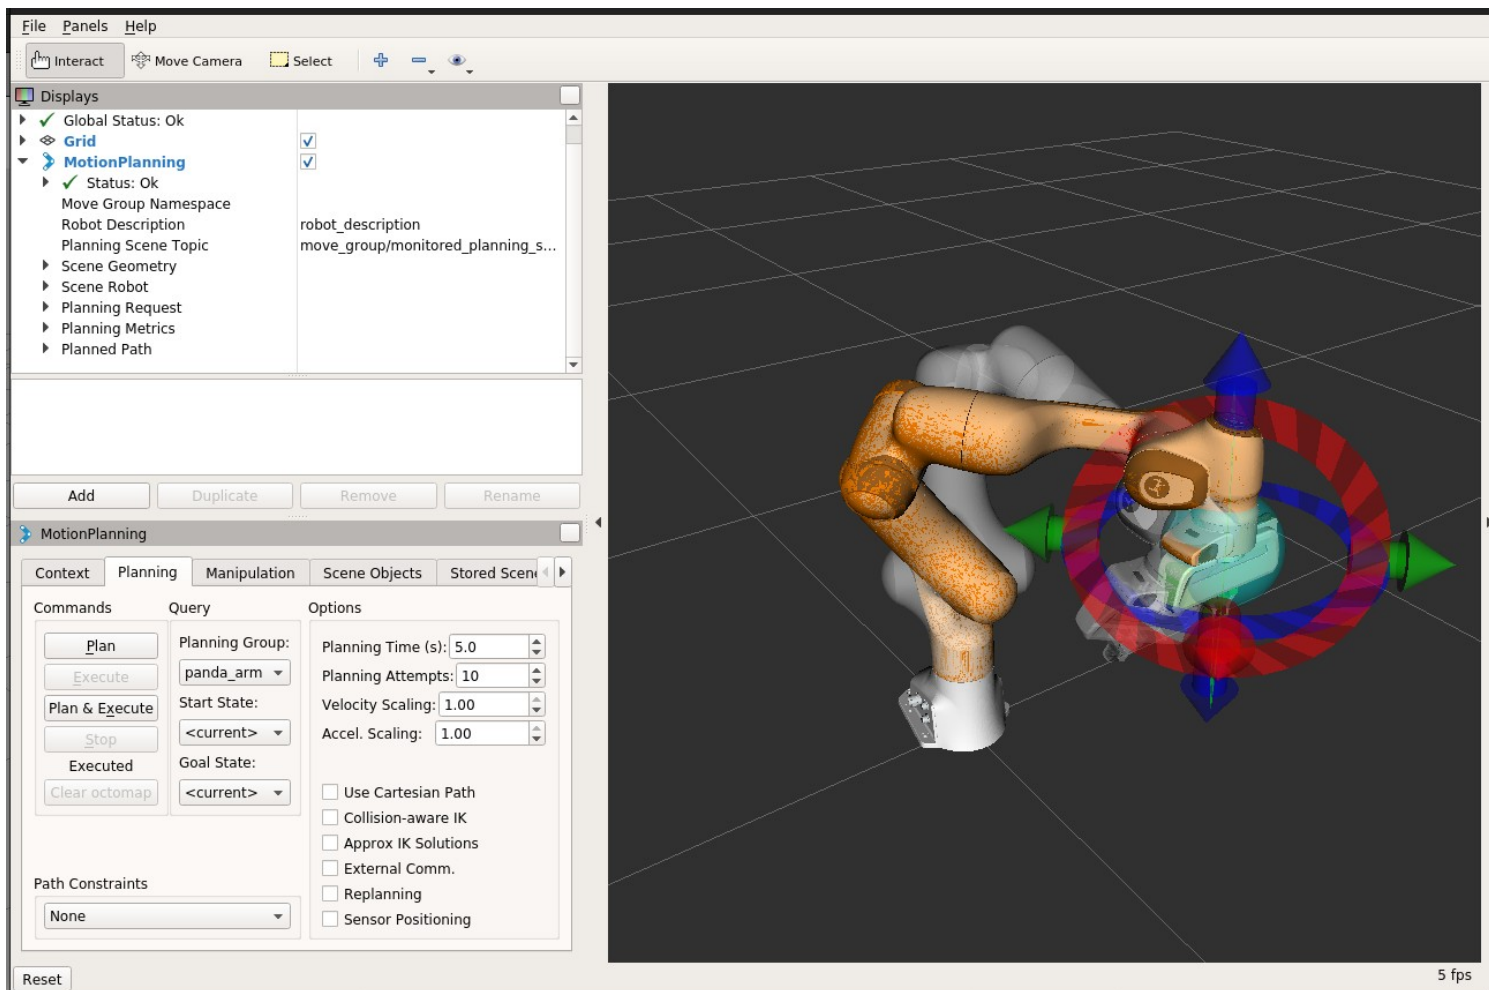 File Panels Help
Interact Move Camera Select
Displays
Global Status: Ok
Grid
MotionPlanning
Status: Ok
Move Group Namespace
Robot Description robot_description
Planning Scene Topic move_group/monitored_planning_s...
Scene Geometry
Scene Robot
Planning Request
Planning Metrics
Planned Path
Add Duplicate Remove Rename
MotionPlanning
Context Planning Manipulation Scene Objects Stored Scen
Commands Query Options
Plan
Execute
Plan & Execute
Stop
Executed
Clear octomap
Planning Group:
panda_arm
Start State:
<current>
Goal State:
<current>
Planning Time (s): 5.0
Planning Attempts: 10
Velocity Scaling: 1.00
Accel. Scaling: 1.00
Use Cartesian Path
Collision-aware IK
Approx IK Solutions
External Comm.
Replanning
Sensor Positioning
Path Constraints
None
Reset
5 fps